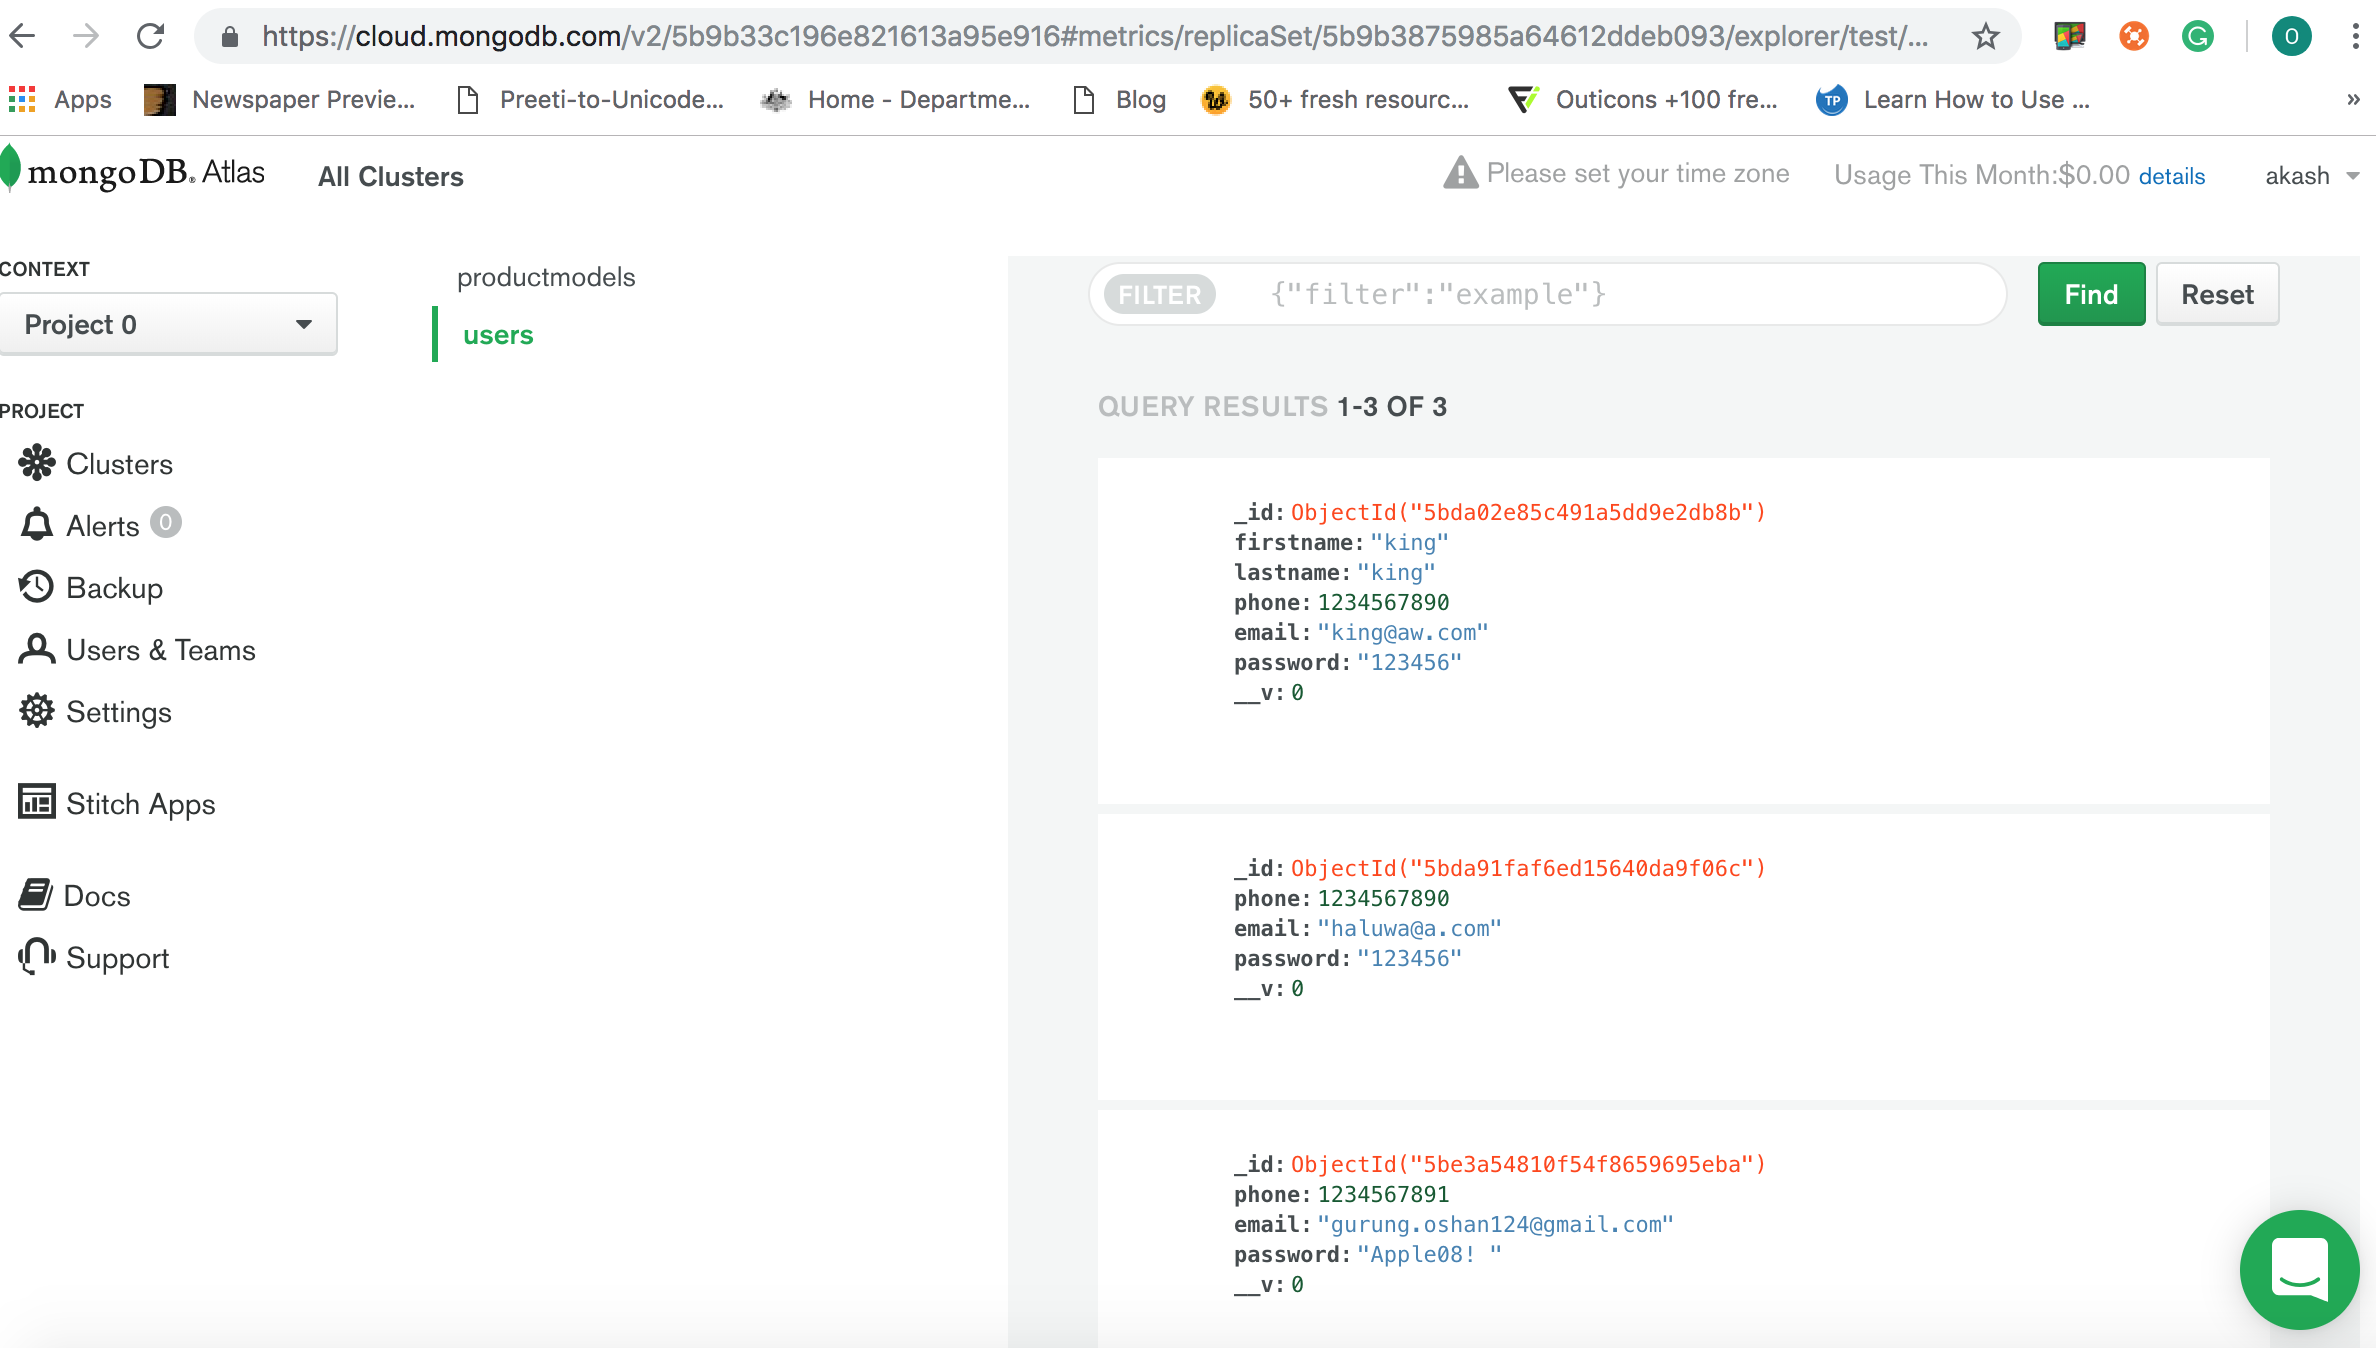 https://cloud.mongodb.com/v2/5b9b33c196e821613a95e916#metrics/replicaSet/5b9b3875985a64612ddeb093/explorer/test/...
O
Apps
Newspaper Previe...
Preeti-to-Unicode...
Home - Departme...
Blog
50+ fresh resourc...
Outicons +100 fre...
TP
Learn How to Use ...
»
mongoDB. Atlas
All Clusters
Please set your time zone
Usage This Month:$0.00 details
akash
CONTEXT
Project 0
PROJECT
Clusters
Alerts 0
Backup
Users & Teams
Settings
Stitch Apps
Docs
Support
productmodels
users
FILTER {"filter":"example"}
Find
Reset
QUERY RESULTS 1-3 OF 3
_id: ObjectId("5bda02e85c491a5dd9e2db8b")
firstname: "king"
lastname: "king"
phone: 1234567890
email: "king@aw.com"
password: "123456"
__v: 0
_id: ObjectId("5bda91faf6ed15640da9f06c")
phone: 1234567890
email: "haluwa@a.com"
password: "123456"
__v: 0
_id: ObjectId("5be3a54810f54f8659695eba")
phone: 1234567891
email: "gurung.oshan124@gmail.com"
password: "Apple08! "
__v: 0